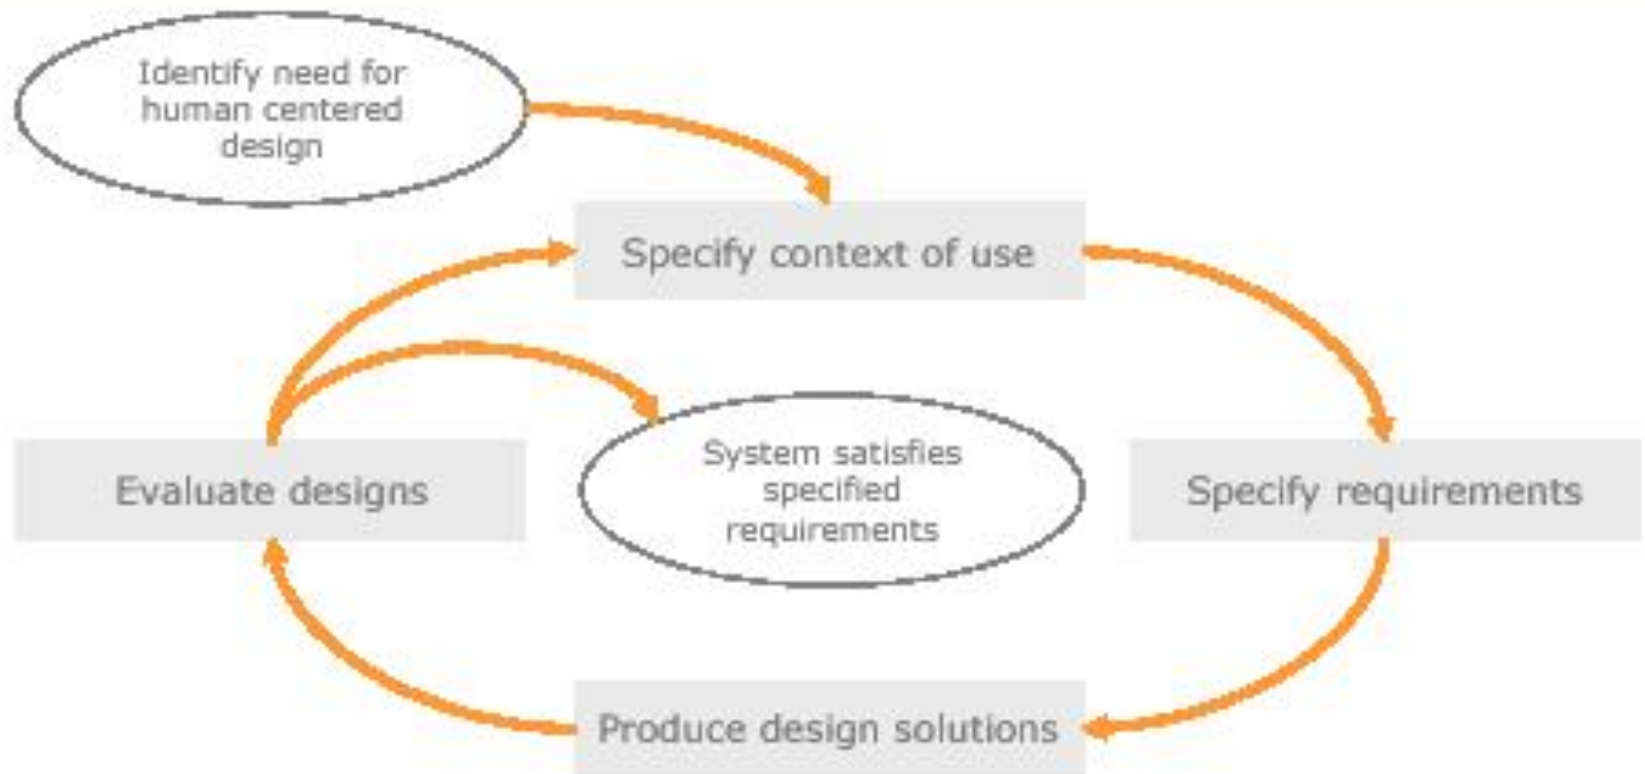 Identify need for
human centered
design
Specify context of use
Evaluate designs
System satisfies
specified
requirements
Specify requirements
Produce design solutions